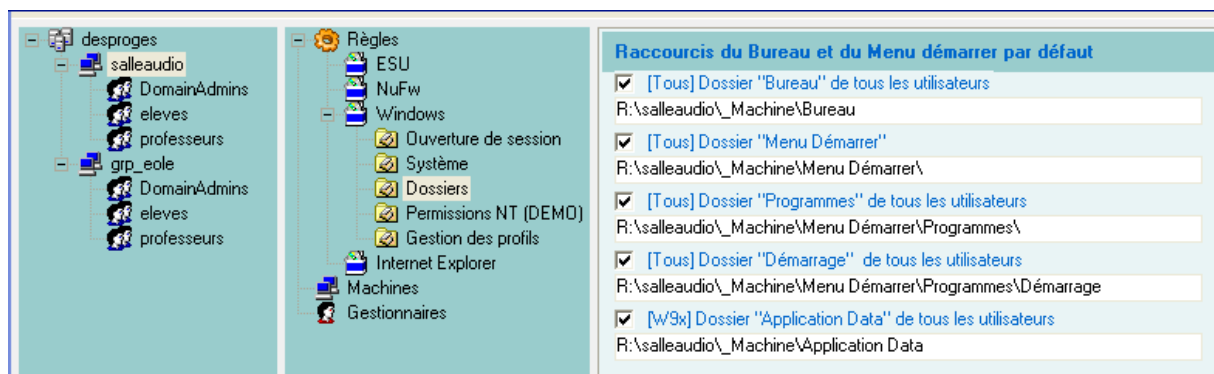 desproges
salleaudio
DomainAdmins
eleves
professeurs
grp_eole
DomainAdmins
eleves
professeurs
Règles
ESU
NuFw
Windows
Ouverture de session
Système
Dossiers
Permissions NT (DEMO)
Gestion des profils
Internet Explorer
Machines
Gestionnaires
Raccourcis du Bureau et du Menu démarrer par défaut
[Tous] Dossier "Bureau" de tous les utilisateurs
R:\salleaudio\_Machine\Bureau
[Tous] Dossier "Menu Démarrer"
R:\salleaudio\_Machine\Menu Démarrer\
[Tous] Dossier "Programmes" de tous les utilisateurs
R:\salleaudio\_Machine\Menu Démarrer\Programmes\
[Tous] Dossier "Démarrage" de tous les utilisateurs
R:\salleaudio\_Machine\Menu Démarrer\Programmes\Démarrage
[W9x] Dossier "Application Data" de tous les utilisateurs
R:\salleaudio\_Machine\Application Data